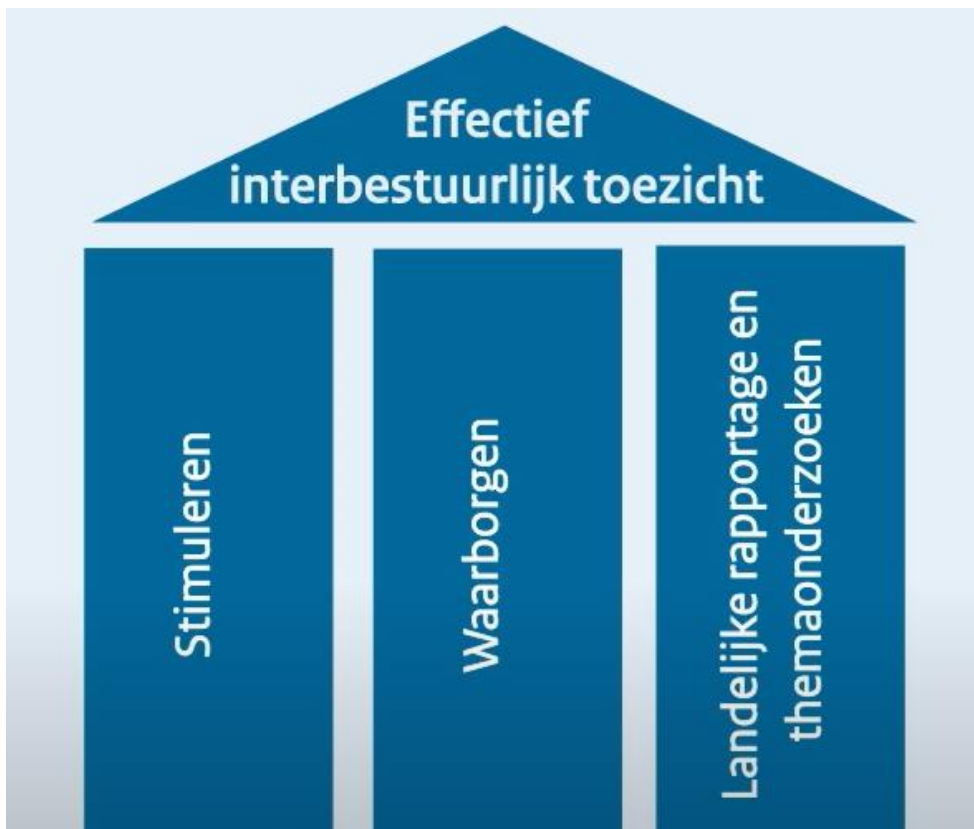 Effectief
interbestuurlijk toezicht
Stimuleren
Waarborgen
Landelijke rapportage en
themaonderzoeken